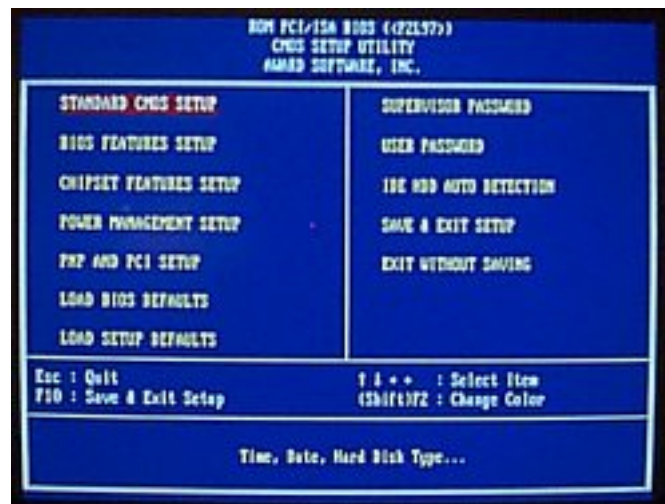 ROM PCI/ISA BIOS (<P2L97>)
CMOS SETUP UTILITY
AWARD SOFTWARE, INC.
STANDARD CMOS SETUP
BIOS FEATURES SETUP
CHIPSET FEATURES SETUP
POWER MANAGEMENT SETUP
PNP AND PCI SETUP
LOAD BIOS DEFAULTS
LOAD SETUP DEFAULTS
SUPERVISOR PASSWORD
USER PASSWORD
IDE HDD AUTO DETECTION
SAVE & EXIT SETUP
EXIT WITHOUT SAVING
Esc : Quit
F10 : Save & Exit Setup
↑ ↓ → ← : Select Item
(Shift)F2 : Change Color
Time, Date, Hard Disk Type...